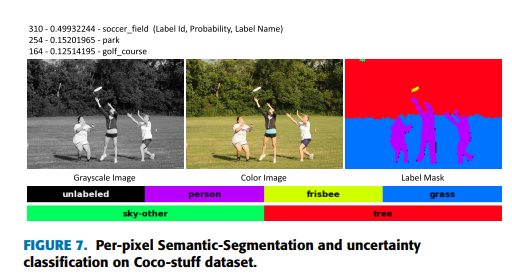 310 - 0.49932244 - soccer_field  (Label Id, Probability, Label Name)
254 - 0.15201965 - park
164 - 0.12514195 - golf_course
Grayscale Image Color Image Label Mask
unlabeled person frisbee grass
sky-other tree
FIGURE 7. Per-pixel Semantic-Segmentation and uncertainty
classification on Coco-stuff dataset.